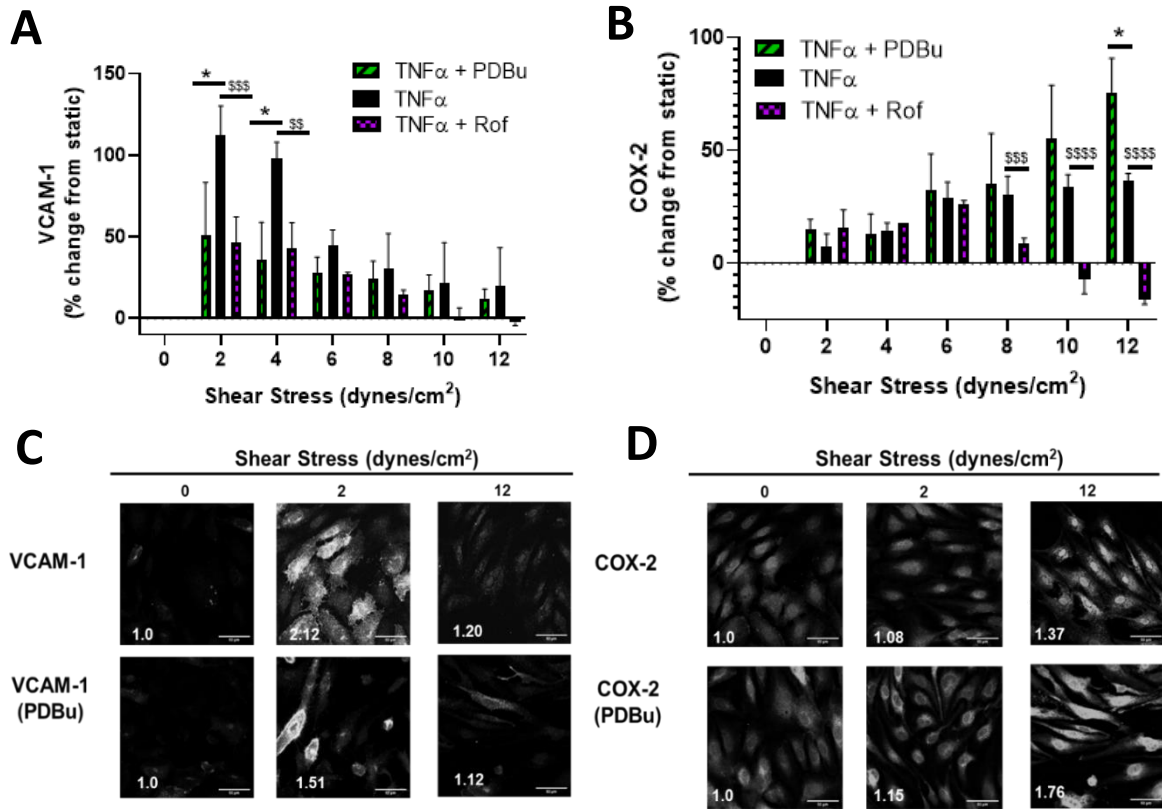 A
VCAM-1
(% change from static)
150
100
50
0
*
$$$
*
$$
TNFα + PDBu
TNFα
TNFα + Rof
0 2 4 6 8 10 12
Shear Stress (dynes/cm²)
B
COX-2
(% change from static)
100
50
0
TNFα + PDBu
TNFα
TNFα + Rof
$$$
$$$$
*
$$$$
0 2 4 6 8 10 12
Shear Stress (dynes/cm²)
C
Shear Stress (dynes/cm²)
0 2 12
VCAM-1
1.0 2.12 1.20
VCAM-1
(PDBu)
1.0 1.51 1.12
D
Shear Stress (dynes/cm²)
0 2 12
COX-2
1.0 1.08 1.37
COX-2
(PDBu)
1.0 1.15 1.76